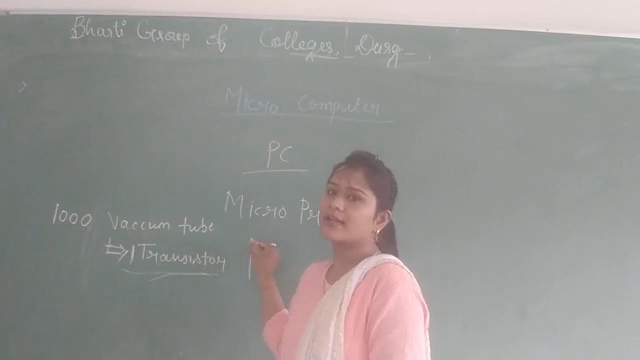 Bharti Group of Colleges, Durg
Micro Computer
PC
Micro Pr
1000 Vaccum tube
1 Transistor